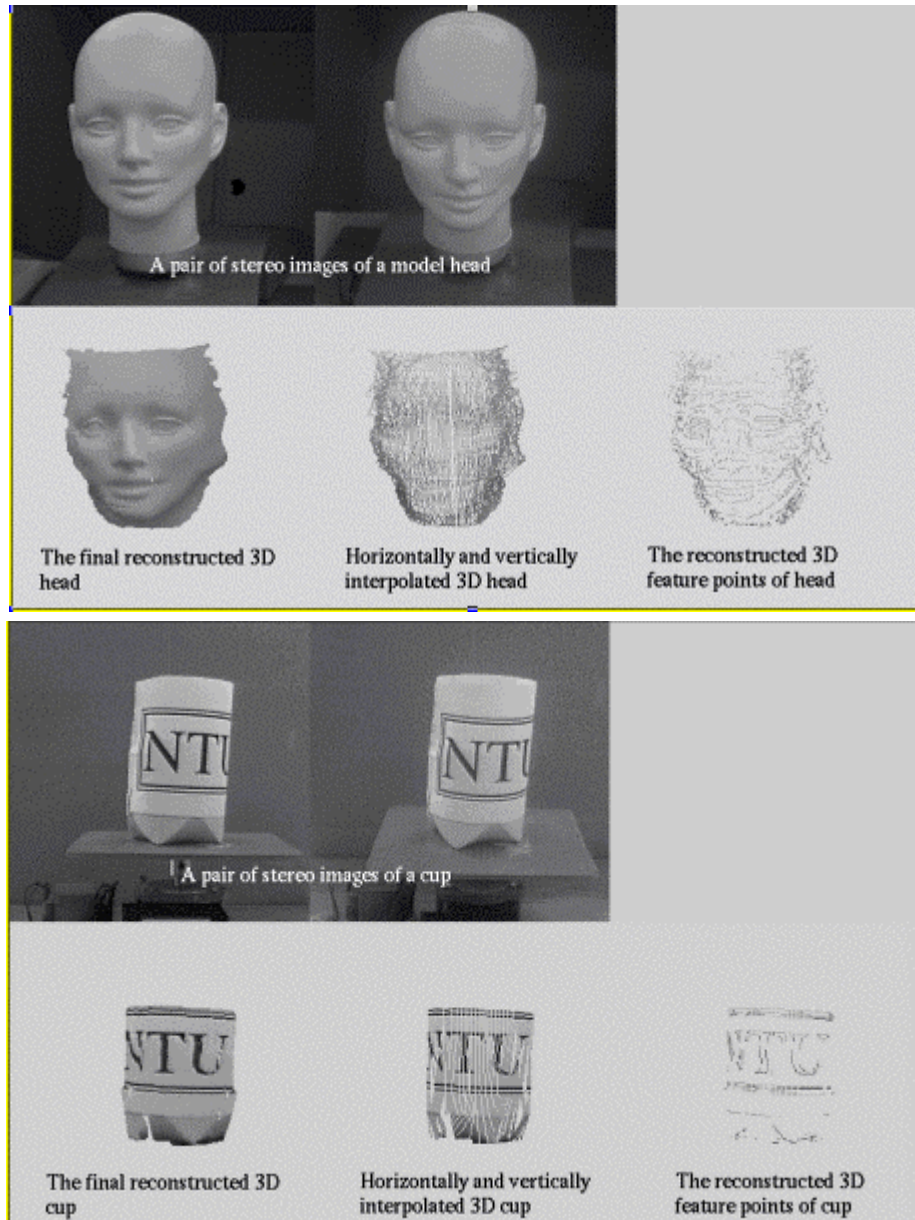 A pair of stereo images of a model head
The final reconstructed 3D
head
Horizontally and vertically
interpolated 3D head
The reconstructed 3D
feature points of head
NTU
NTU
A pair of stereo images of a cup
NTU
NTU
NTU
The final reconstructed 3D
cup
Horizontally and vertically
interpolated 3D cup
The reconstructed 3D
feature points of cup